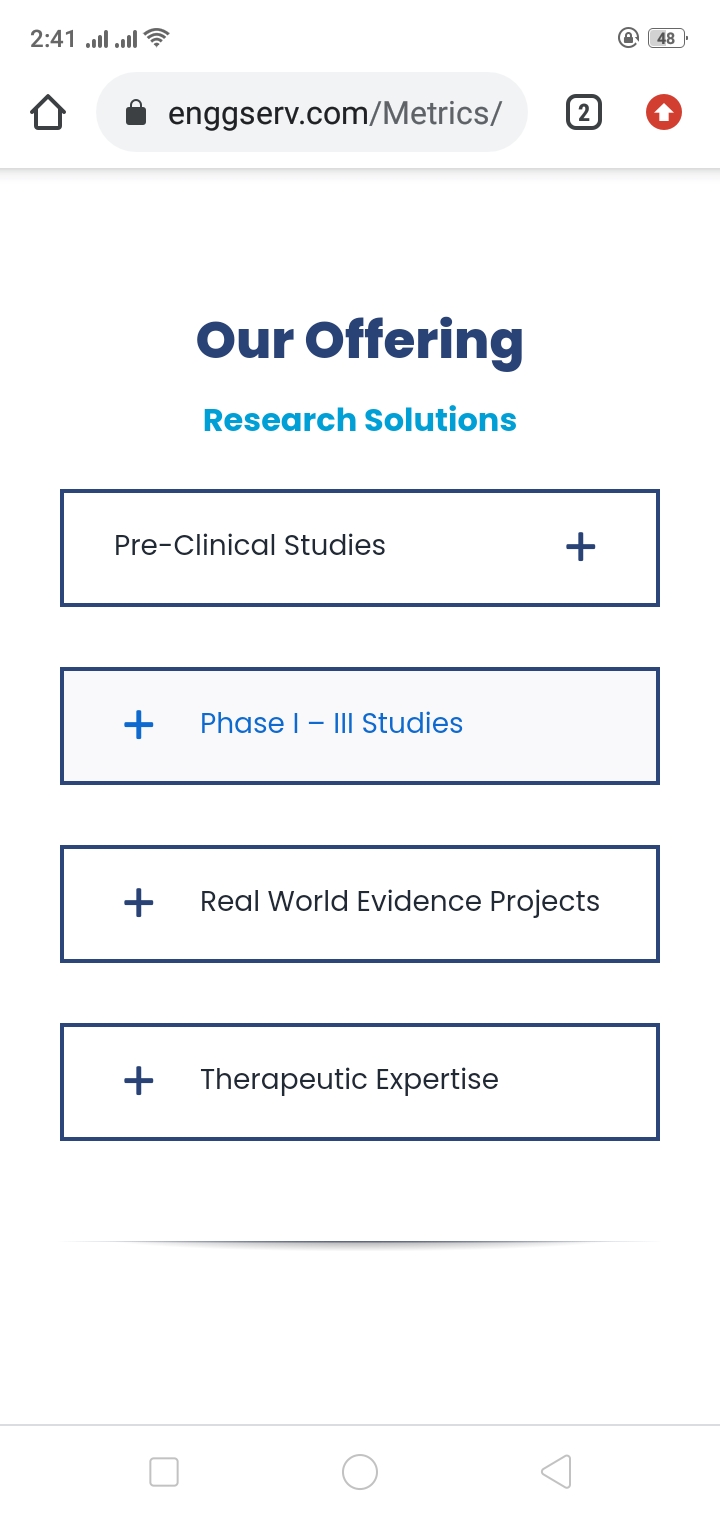 2:41
48
enggserv.com/Metrics/
2
Our Offering
Research Solutions
Pre-Clinical Studies
Phase I – III Studies
Real World Evidence Projects
Therapeutic Expertise